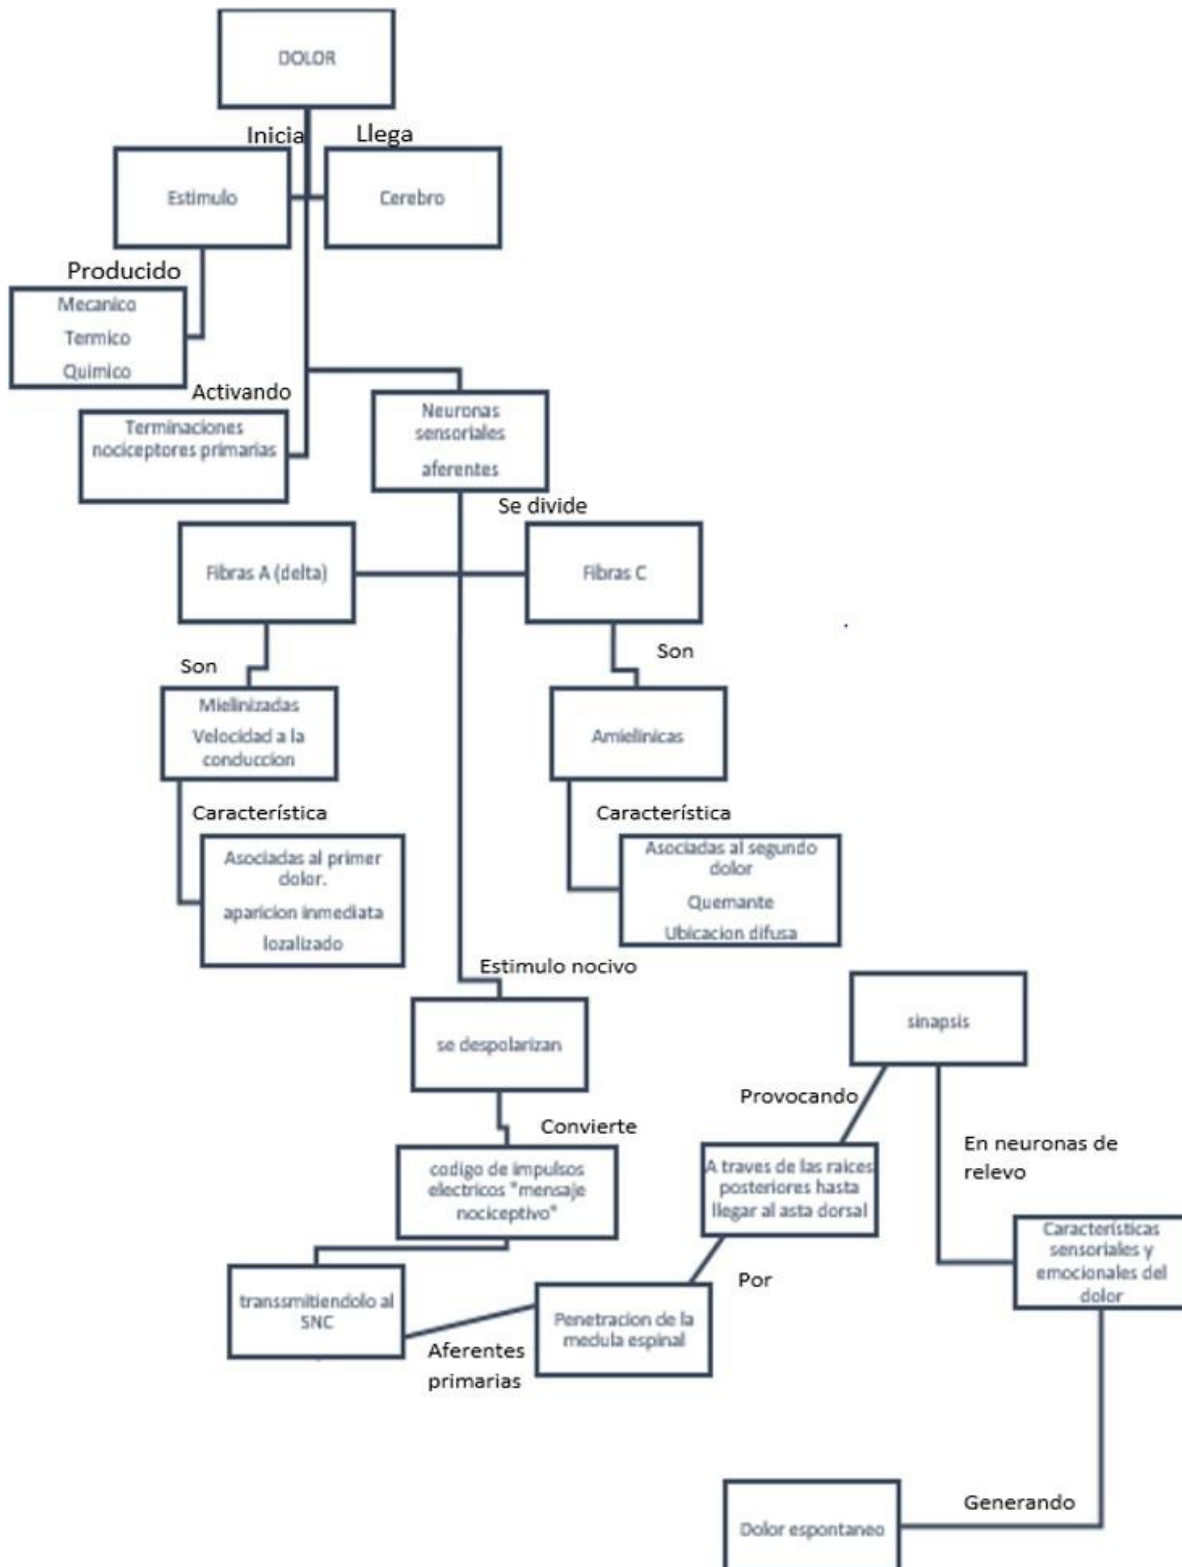 DOLOR
Inicia
Llega
Estimulo
Cerebro
Producido
Mecanico
Termico
Quimico
Activando
Terminaciones
nociceptores primarias
Neuronas
sensoriales
aferentes
Se divide
Fibras A (delta)
Fibras C
Son
Son
Mielinizadas
Velocidad a la
conduccion
Amielinicas
Característica
Característica
Asociadas al primer
dolor.
aparicion inmediata
lozalizado
Asociadas al segundo
dolor
Quemante
Ubicacion difusa
Estimulo nocivo
se despolarizan
sinapsis
Provocando
Convierte
En neuronas de
relevo
codigo de impulsos
electricos "mensaje
nociceptivo"
A traves de las raices
posteriores hasta
llegar al asta dorsal
Características
sensoriales y
emocionales del
dolor
Por
transsmitiendolo al
SNC
Penetracion de la
medula espinal
Aferentes
primarias
Generando
Dolor espontaneo